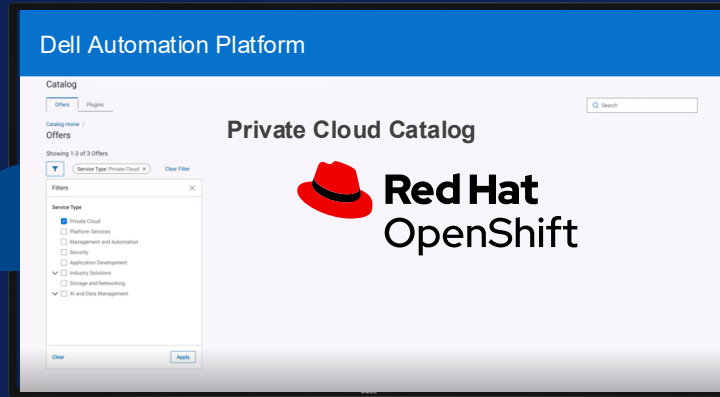 Dell Automation Platform
Catalog
Offers Plugins
Search
Catalog Home /
Offers
Private Cloud Catalog
Showing 1-3 of 3 Offers
Service Type: Private Cloud Clear Filter
Filters
Service Type
Private Cloud
Platform Services
Management and Automation
Security
Application Development
Industry Solutions
Storage and Networking
AI and Data Management
Clear Apply
Red Hat
OpenShift